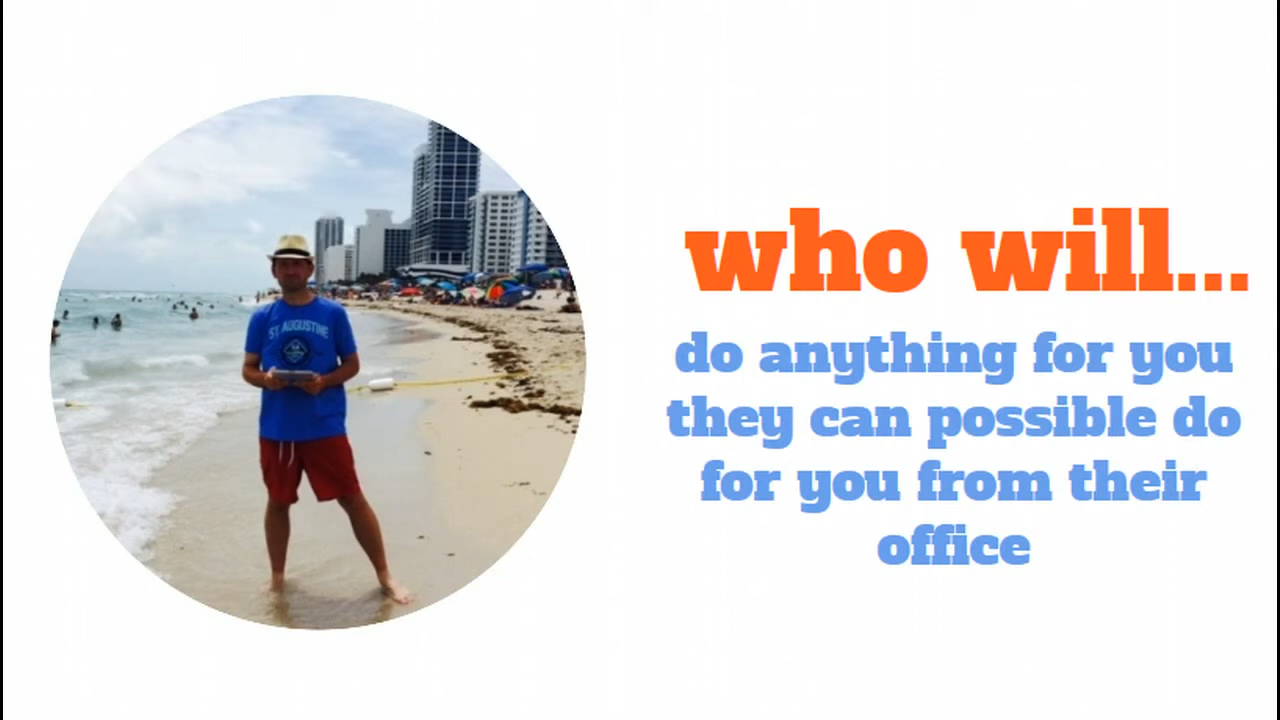 ST AUGUSTINE
who will...
do anything for you
they can possible do
for you from their
office